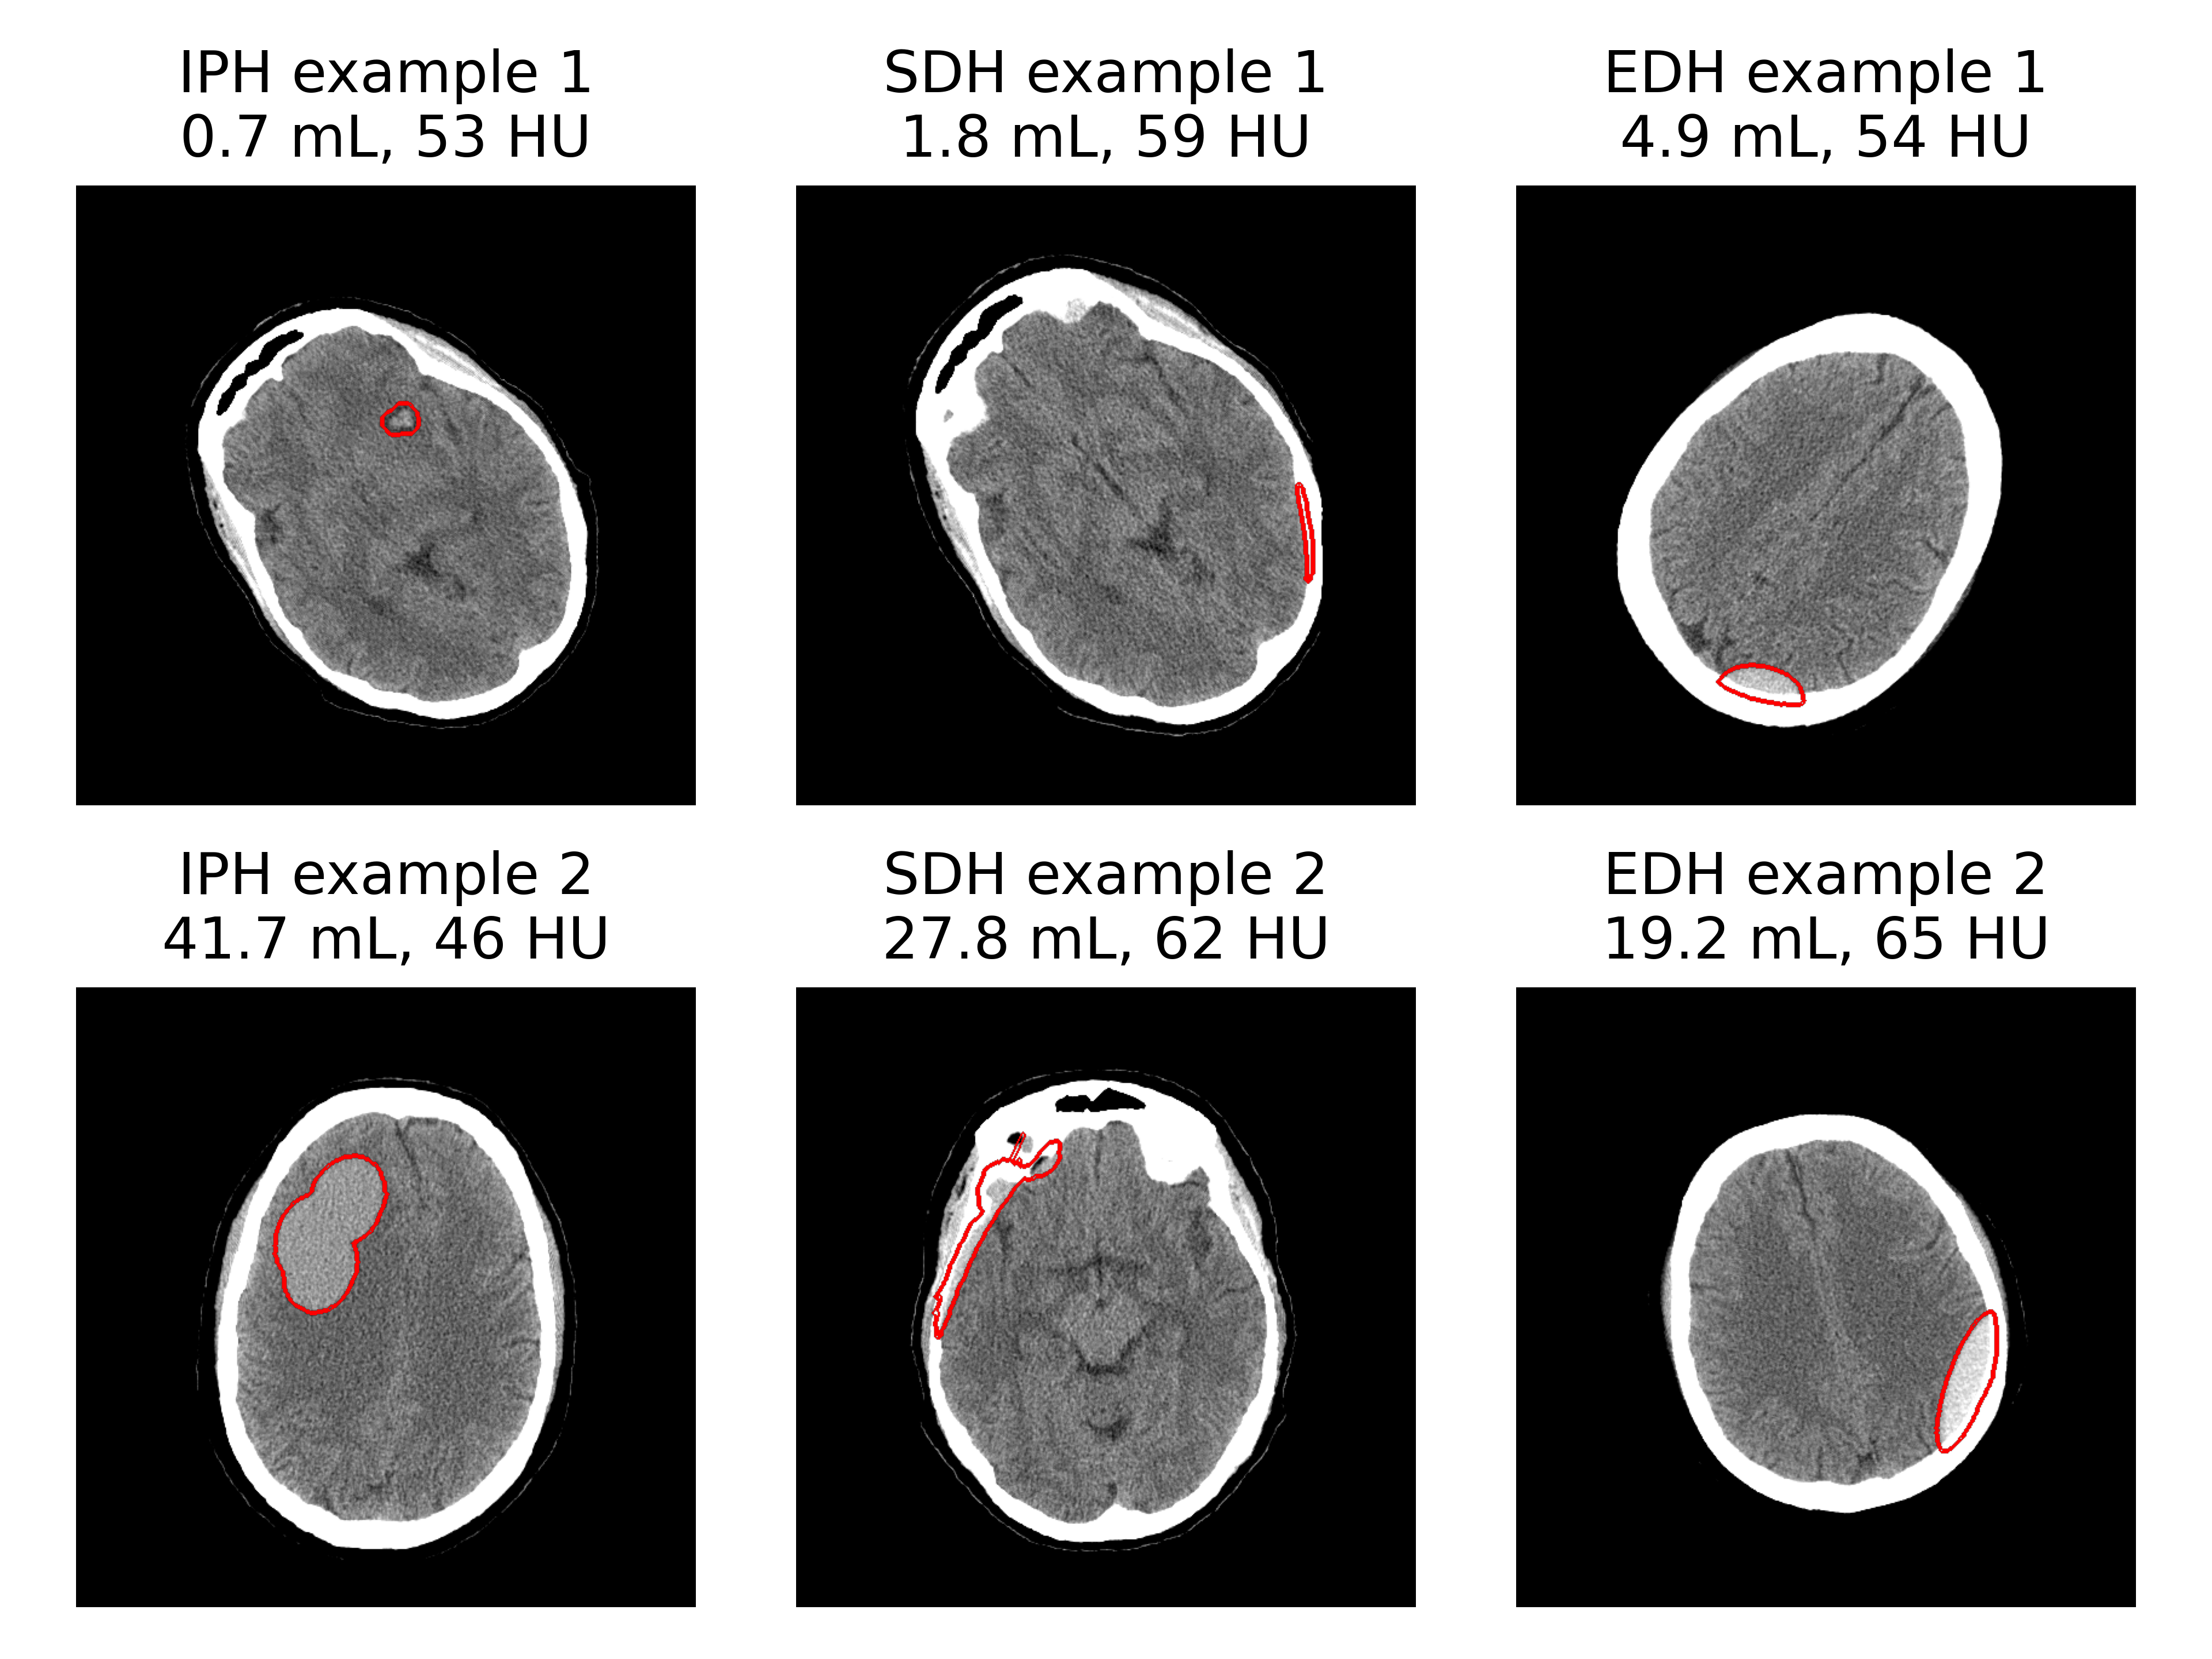 IPH example 1
0.7 mL, 53 HU
SDH example 1
1.8 mL, 59 HU
EDH example 1
4.9 mL, 54 HU
IPH example 2
41.7 mL, 46 HU
SDH example 2
27.8 mL, 62 HU
EDH example 2
19.2 mL, 65 HU